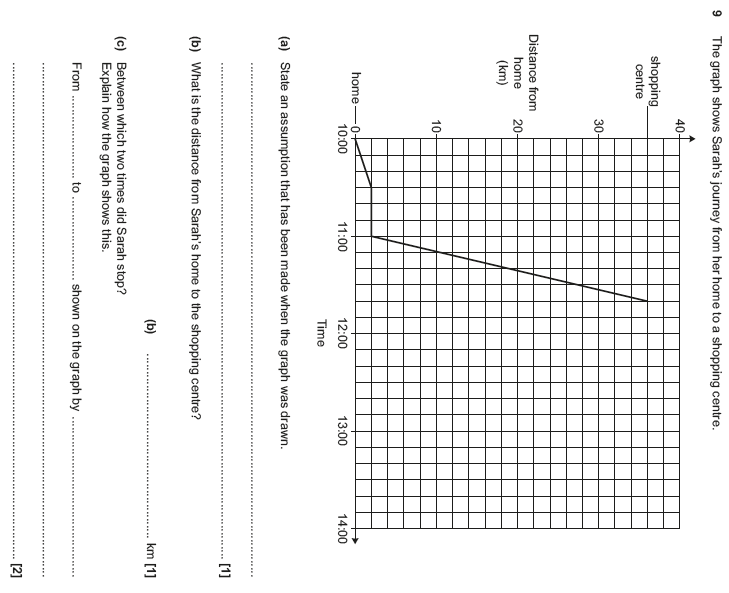 9 The graph shows Sarah's journey from her home to a shopping centre.
shopping
centre
Distance from
home
(km)
home
40
30
20
10
0
10:00 11:00 12:00 13:00 14:00
Time
(a) State an assumption that has been made when the graph was drawn.
................................................................................
................................................................................ [1]
(b) What is the distance from Sarah's home to the shopping centre?
(b) ........................................ km [1]
(c) Between which two times did Sarah stop?
Explain how the graph shows this.
From .................... to .................... shown on the graph by ........................................
................................................................................
................................................................................ [2]